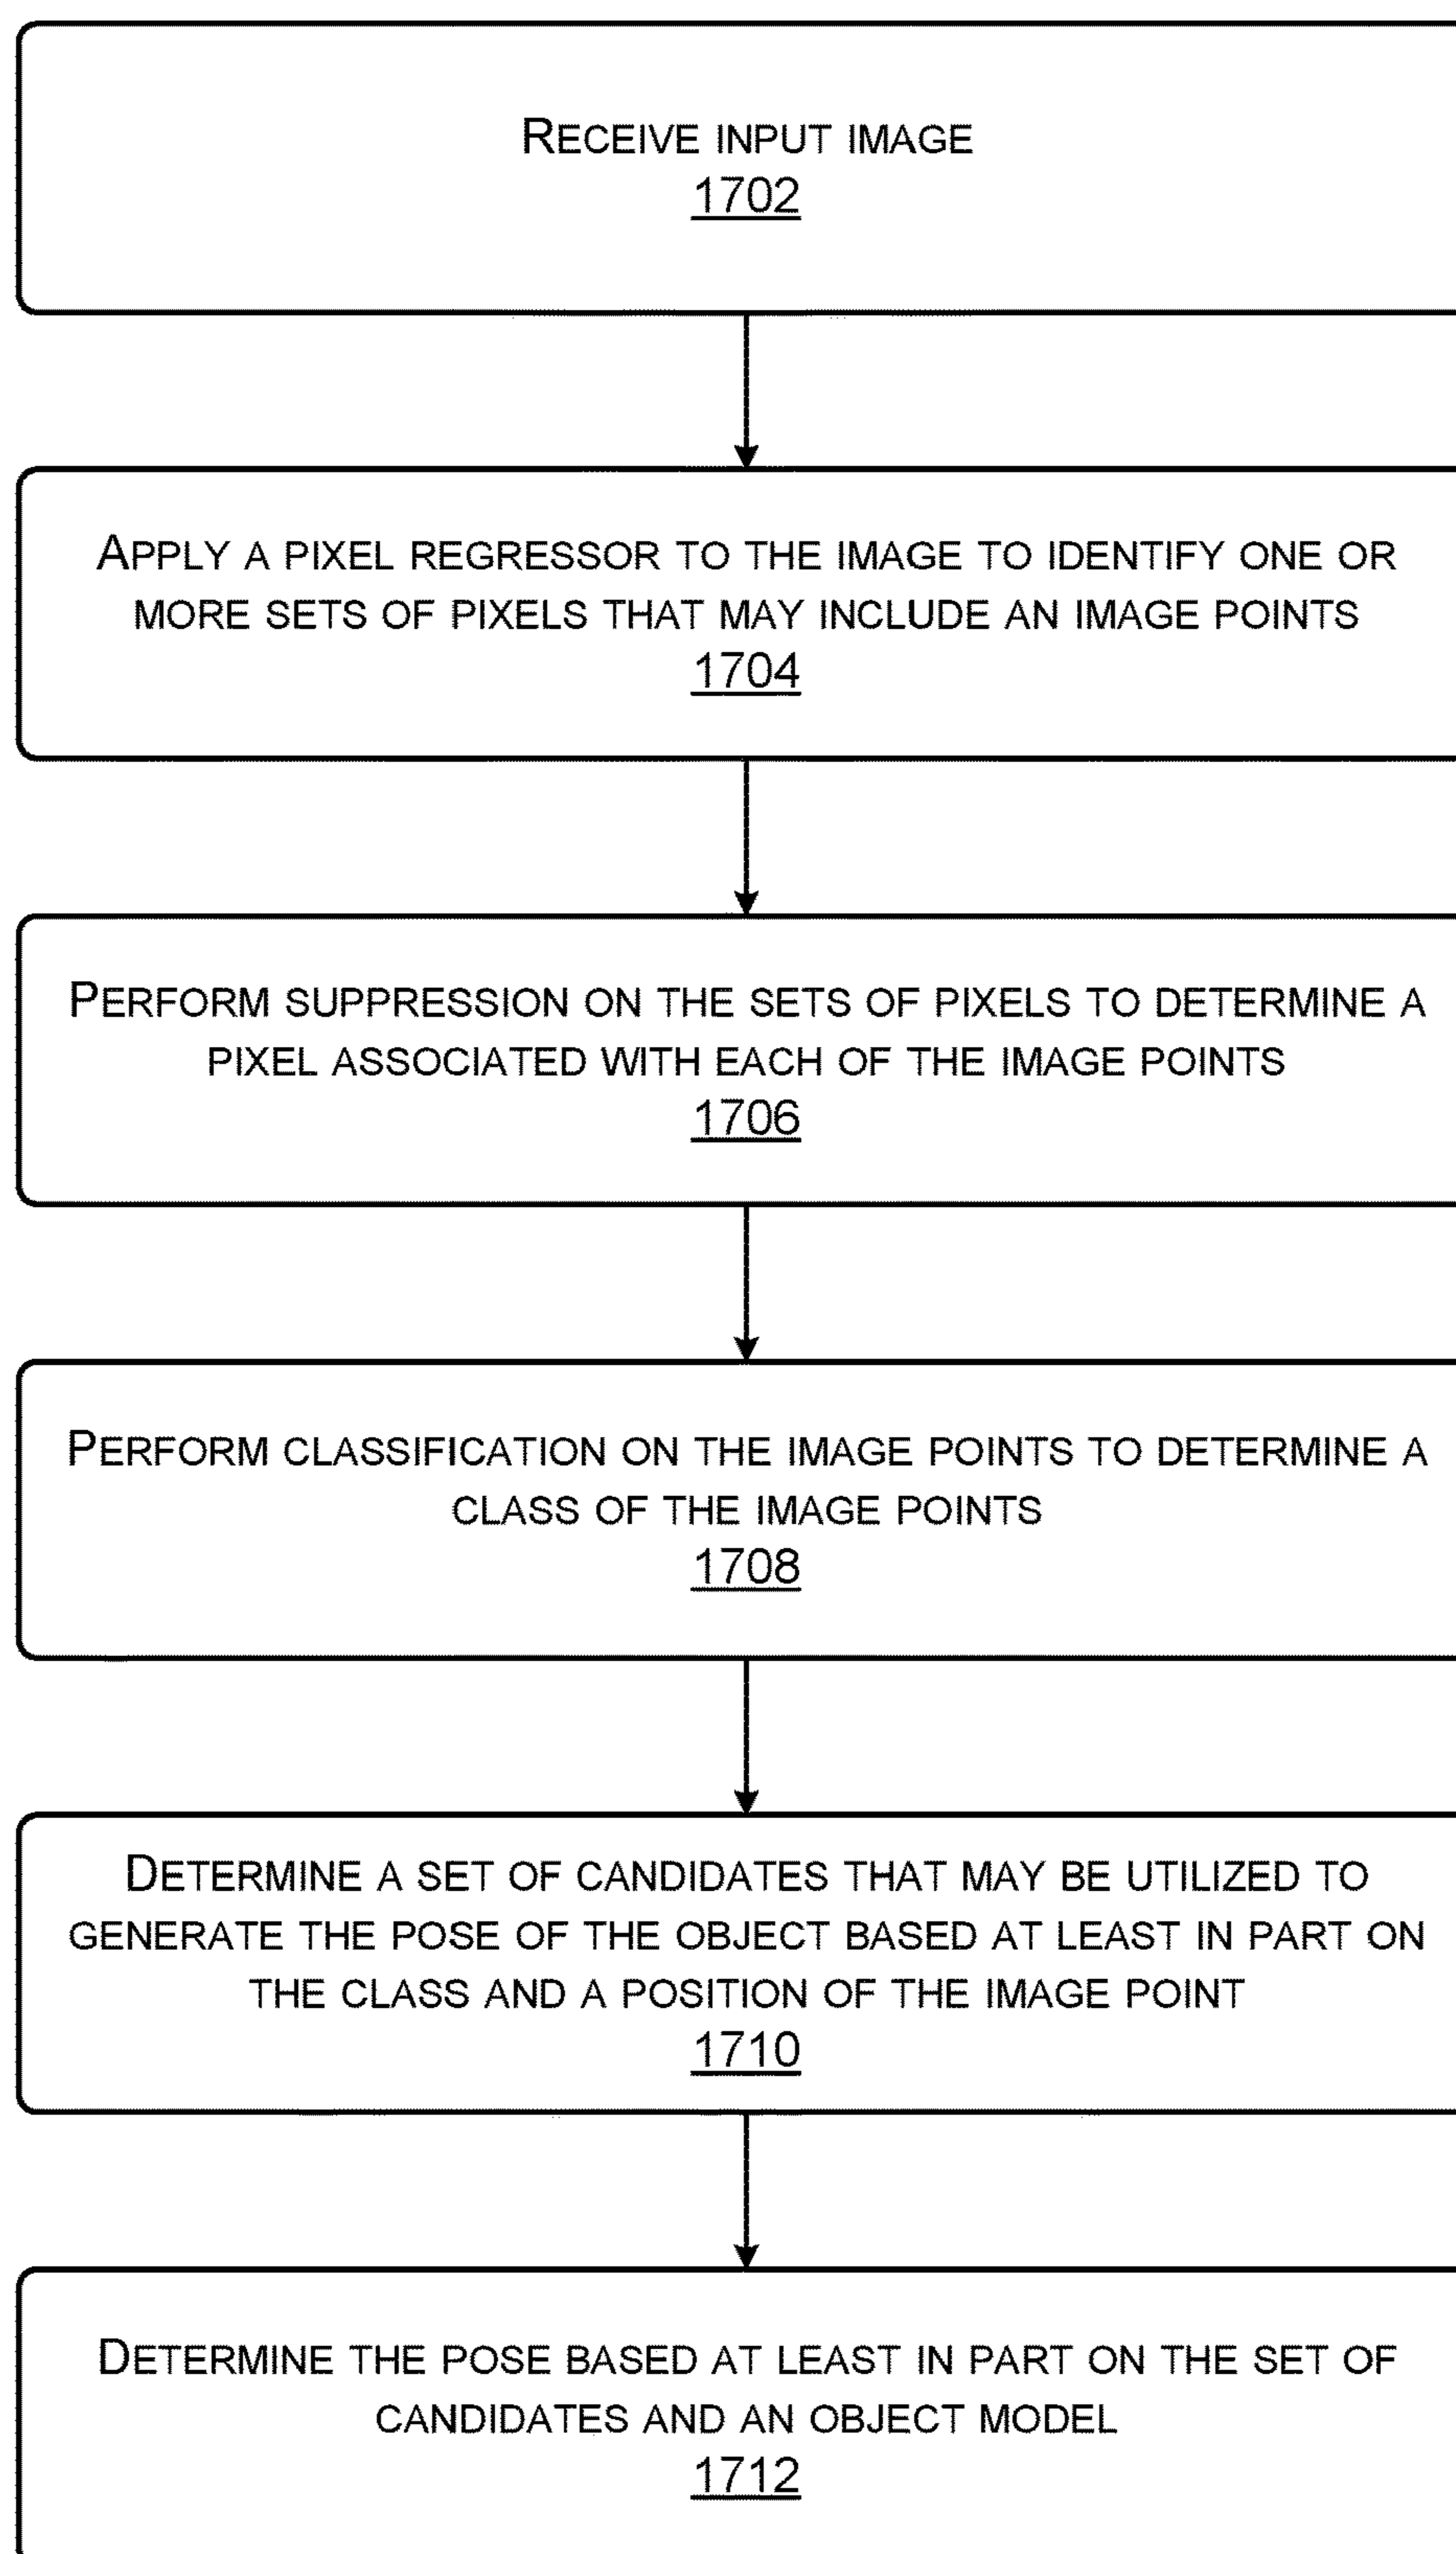 RECEIVE INPUT IMAGE
1702
APPLY A PIXEL REGRESSOR TO THE IMAGE TO IDENTIFY ONE OR
MORE SETS OF PIXELS THAT MAY INCLUDE AN IMAGE POINTS
1704
PERFORM SUPPRESSION ON THE SETS OF PIXELS TO DETERMINE A
PIXEL ASSOCIATED WITH EACH OF THE IMAGE POINTS
1706
PERFORM CLASSIFICATION ON THE IMAGE POINTS TO DETERMINE A
CLASS OF THE IMAGE POINTS
1708
DETERMINE A SET OF CANDIDATES THAT MAY BE UTILIZED TO
GENERATE THE POSE OF THE OBJECT BASED AT LEAST IN PART ON
THE CLASS AND A POSITION OF THE IMAGE POINT
1710
DETERMINE THE POSE BASED AT LEAST IN PART ON THE SET OF
CANDIDATES AND AN OBJECT MODEL
1712